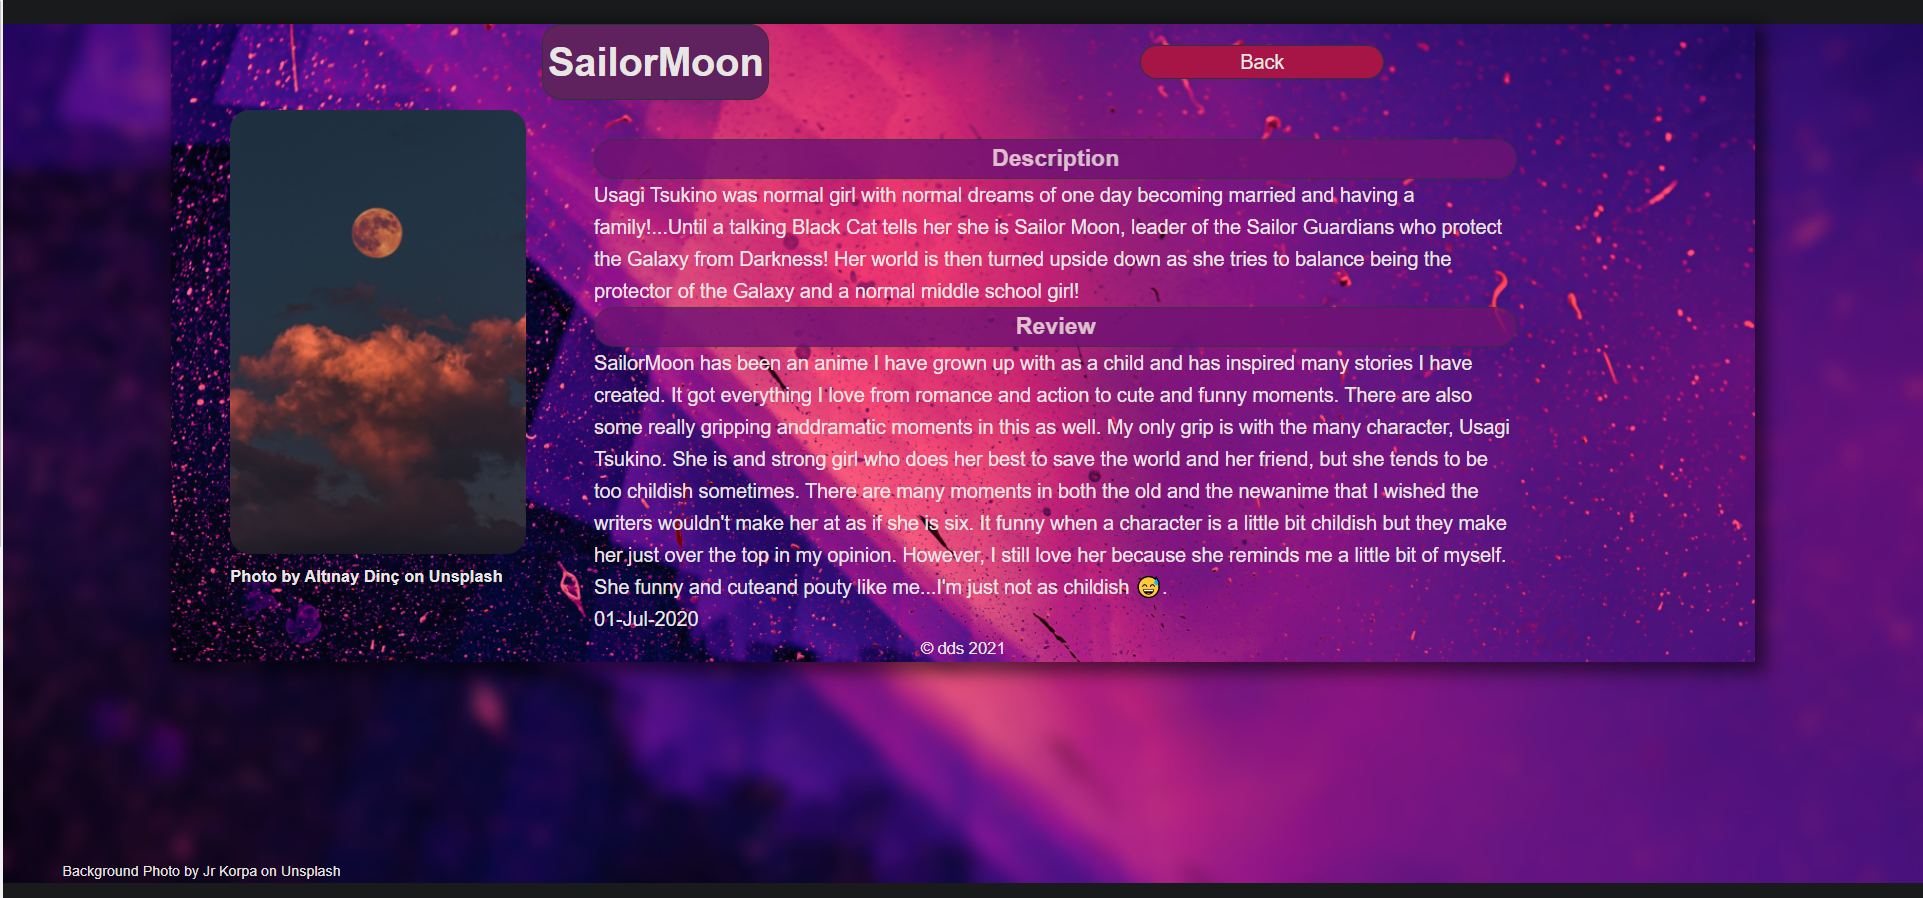 SailorMoon
Back
Description
Usagi Tsukino was normal girl with normal dreams of one day becoming married and having a
family!...Until a talking Black Cat tells her she is Sailor Moon, leader of the Sailor Guardians who protect
the Galaxy from Darkness! Her world is then turned upside down as she tries to balance being the
protector of the Galaxy and a normal middle school girl!
Review
SailorMoon has been an anime I have grown up with as a child and has inspired many stories I have
created. It got everything I love from romance and action to cute and funny moments. There are also
some really gripping anddramatic moments in this as well. My only grip is with the many character, Usagi
Tsukino. She is and strong girl who does her best to save the world and her friend, but she tends to be
too childish sometimes. There are many moments in both the old and the newanime that I wished the
writers wouldn't make her at as if she is six. It funny when a character is a little bit childish but they make
her just over the top in my opinion. However, I still love her because she reminds me a little bit of myself.
She funny and cuteand pouty like me...I'm just not as childish 😅.
01-Jul-2020
Photo by Altınay Dinç on Unsplash
© dds 2021
Background Photo by Jr Korpa on Unsplash